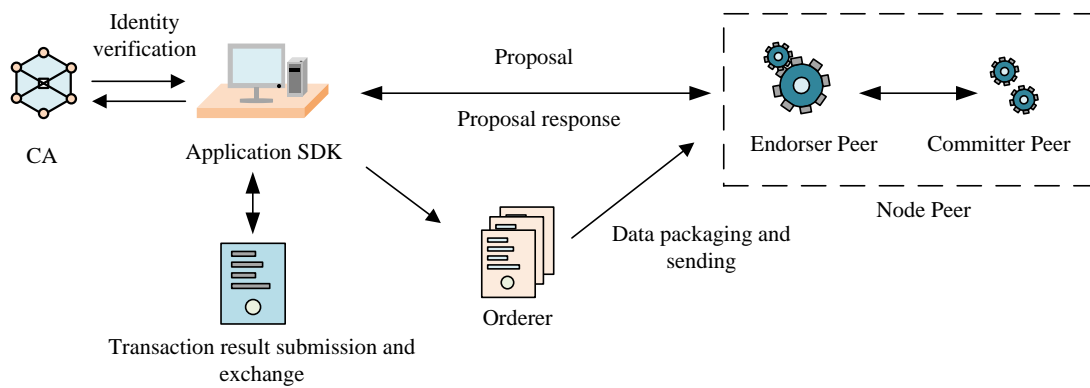 Identity
verification
CA
Application SDK
Proposal
Proposal response
Endorser Peer
Committer Peer
Node Peer
Data packaging and
sending
Orderer
Transaction result submission and
exchange